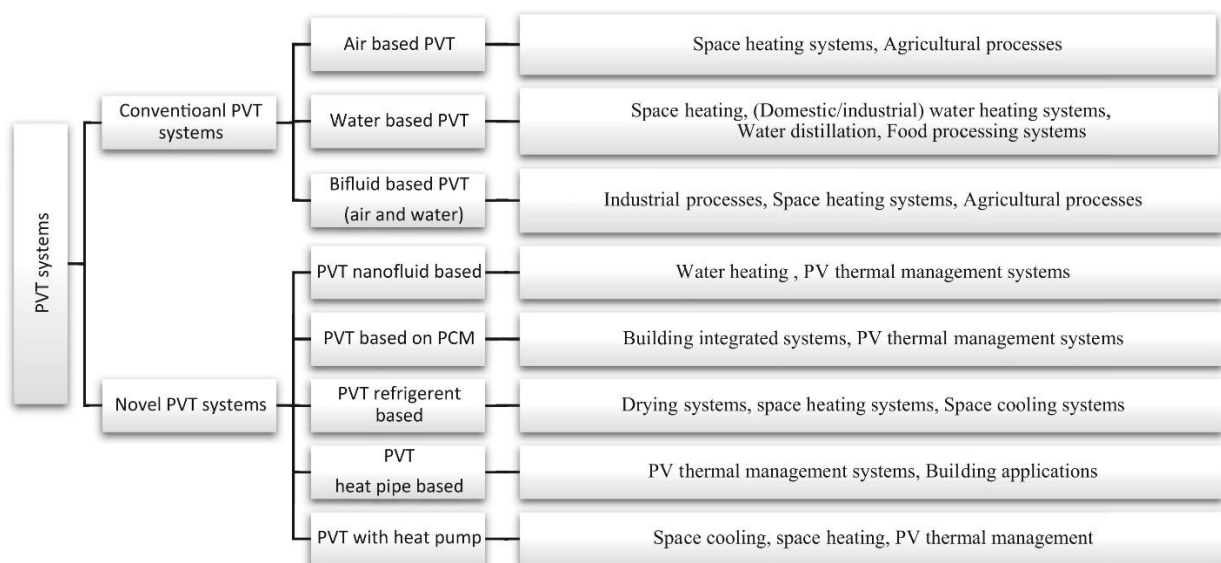 PVT systems
Conventioanl PVT
systems
Air based PVT
Space heating systems, Agricultural processes
Water based PVT
Space heating, (Domestic/industrial) water heating systems,
Water distillation, Food processing systems
Bifluid based PVT
(air and water)
Industrial processes, Space heating systems, Agricultural processes
Novel PVT systems
PVT nanofluid based
Water heating , PV thermal management systems
PVT based on PCM
Building integrated systems, PV thermal management systems
PVT refrigerent
based
Drying systems, space heating systems, Space cooling systems
PVT
heat pipe based
PV thermal management systems, Building applications
PVT with heat pump
Space cooling, space heating, PV thermal management